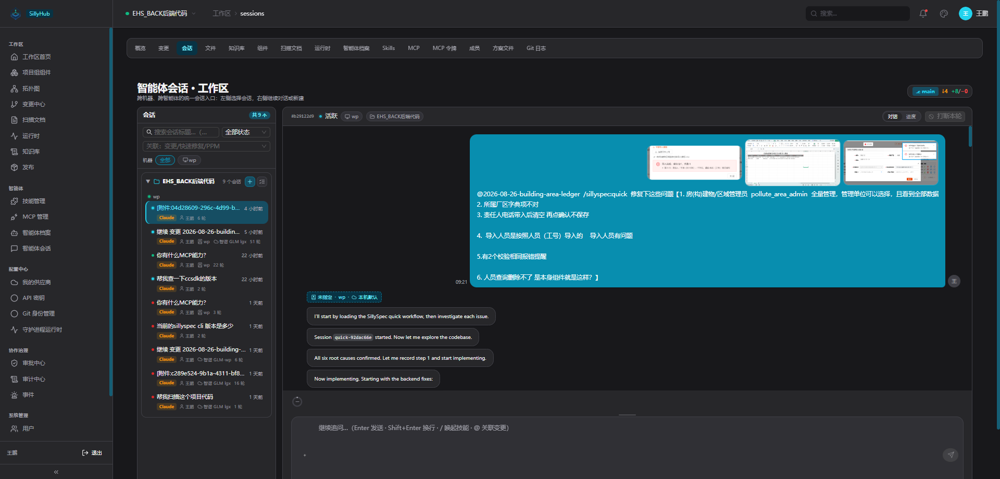 SillyHub
EHS_BACK后端代码
工作区 › sessions
搜索...
王
王鹏
工作区
工作区首页
项目组组件
拓扑图
变更中心
扫描文档
运行时
知识库
发布
智能体
技能管理
MCP 管理
智能体档案
智能体会话
配置中心
我的供应商
API 密钥
Git 身份管理
守护进程运行时
协作治理
审批中心
审计中心
事件
系统管理
用户
王鹏
退出
«
概览 变更 会话 文件 知识库 组件 扫描文档 运行时 智能体档案 Skills MCP MCP 令牌 成员 方案文件 Git 日志
智能体会话 • 工作区
跨机器、跨智能体的统一会话入口：左侧选择会话，右侧继续对话或新建
main ↓4 +8/−0
会话 共 9 个
搜索会话标题... (...
全部状态
关联：变更/快速修复/PPM
机器 全部 wp
EHS_BACK后端代码 9 个会话
wp
[附件:04d28609-296c-4d99-b... 4 小时前
Claude 王鹏 6 轮
继续 变更 2026-08-26-buildin... 5 小时前
Claude 王鹏 wp 智谱 GLM lgx 51 轮
你有什么MCP能力? 22 小时前
Claude 王鹏 wp 22 轮
帮我查一下ccsdk的版本 22 小时前
Claude 王鹏 2 轮
你有什么MCP能力? 1 天前
Claude 王鹏 wp 3 轮
当前的sillyspec cli 版本是多少 1 天前
Claude 王鹏 2 轮
继续 变更 2026-08-26-building-... 1 天前
Claude 王鹏 智谱 GLM-wp 6 轮
[附件:c289e524-9b1a-4311-bf8... 1 天前
Claude 王鹏 智谱 GLM lgx 16 轮
帮我扫描这个项目代码 1 天前
Claude 王鹏 智谱 GLM lgx 1 轮
#b29122d9 活跃 wp EHS_BACK后端代码
对话 进度 打断本轮
@2026-08-26-building-area-ledger /sillyspec:quick 修复下这些问题【1. 房(构)建物/区域管理员 pollute_area_admin 全量管理，管理单位可以选择，且看到全部数据
2. 所属厂区字典项不对
3. 责任人电话带入后清空 再点确认不保存
4. 导入人员是按照人员（工号）导入的 导入人员有问题
5.有2个校验相同报错提醒
6. 人员查询删除不了 是本身组件就是这样？】
09:21
王
未指定 · wp · 本机默认
I'll start by loading the SillySpec quick workflow, then investigate each issue.
Session quick-92dac66e started. Now let me explore the codebase.
All six root causes confirmed. Let me record step 1 and start implementing.
Now implementing. Starting with the backend fixes:
继续追问... （Enter 发送 · Shift+Enter 换行 · / 唤起技能 · @ 关联变更）
+